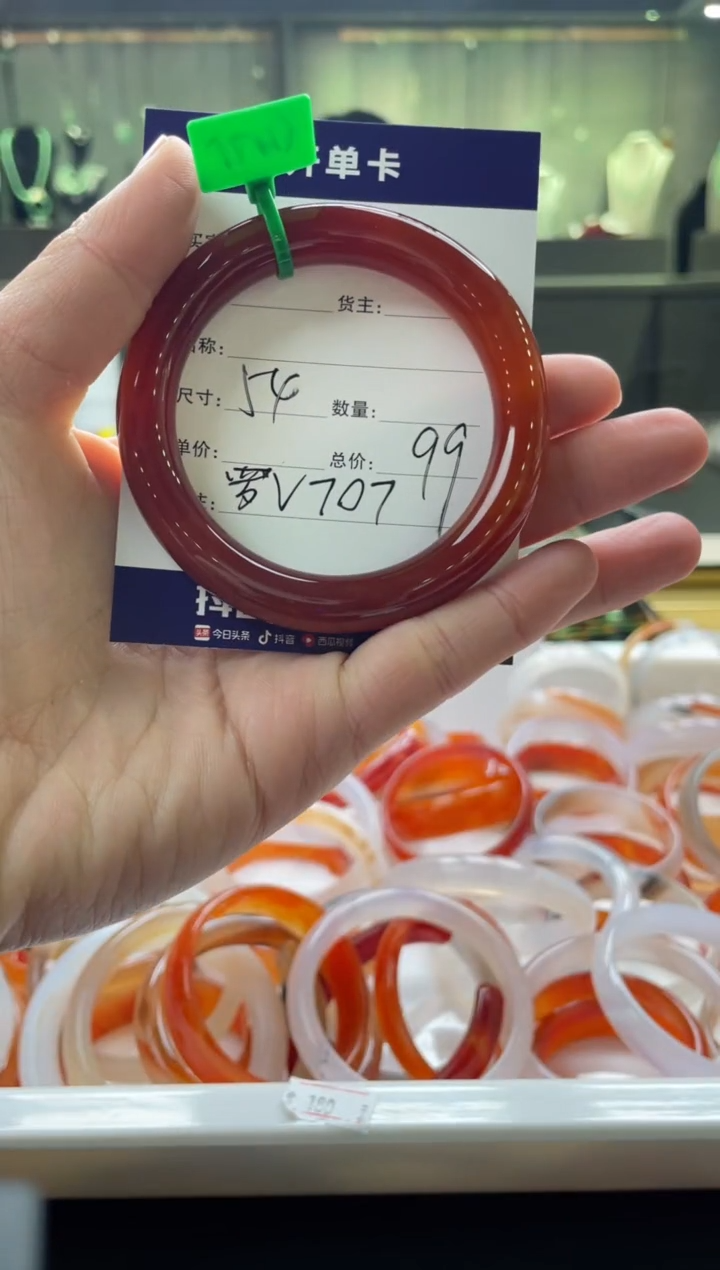 开单卡
货主:
称:
尺寸: 54 数量:
单价: 总价: 99
V707
今日头条 抖音 西瓜视频
180